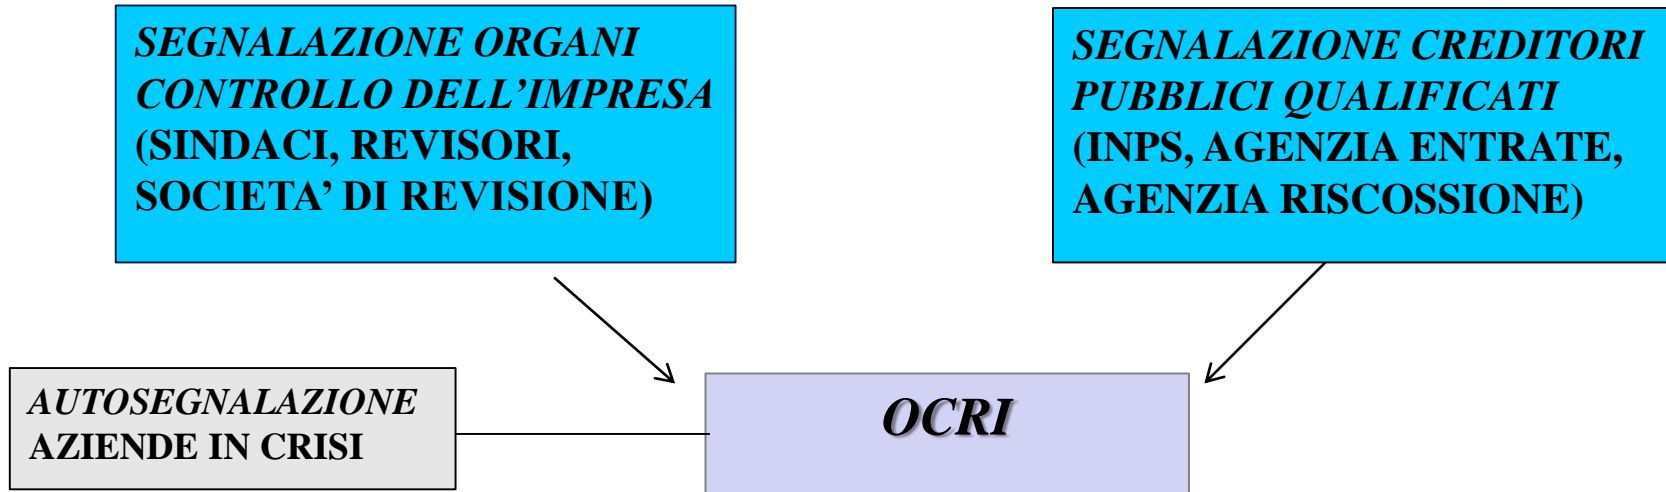 SEGNALAZIONE ORGANI
CONTROLLO DELL’IMPRESA
(SINDACI, REVISORI,
SOCIETA’ DI REVISIONE)
SEGNALAZIONE CREDITORI
PUBBLICI QUALIFICATI
(INPS, AGENZIA ENTRATE,
AGENZIA RISCOSSIONE)
AUTOSEGNALAZIONE
AZIENDE IN CRISI
OCRI